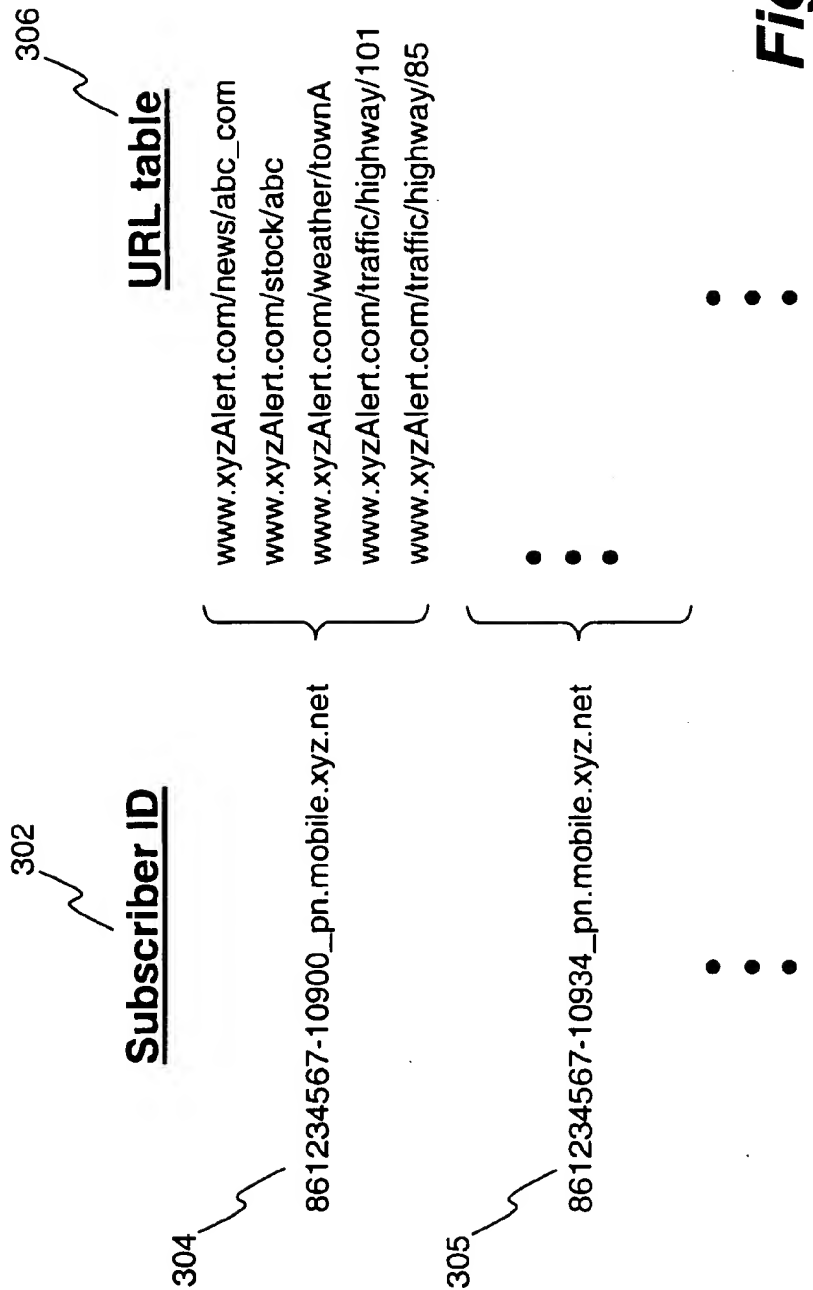 302
306
Subscriber ID
URL table
304
861234567-10900_pn.mobile.xyz.net
www.xyzAlert.com/news/abc_com
www.xyzAlert.com/stock/abc
www.xyzAlert.com/weather/townA
www.xyzAlert.com/traffic/highway/101
www.xyzAlert.com/traffic/highway/85
305
861234567-10934_pn.mobile.xyz.net
Fig